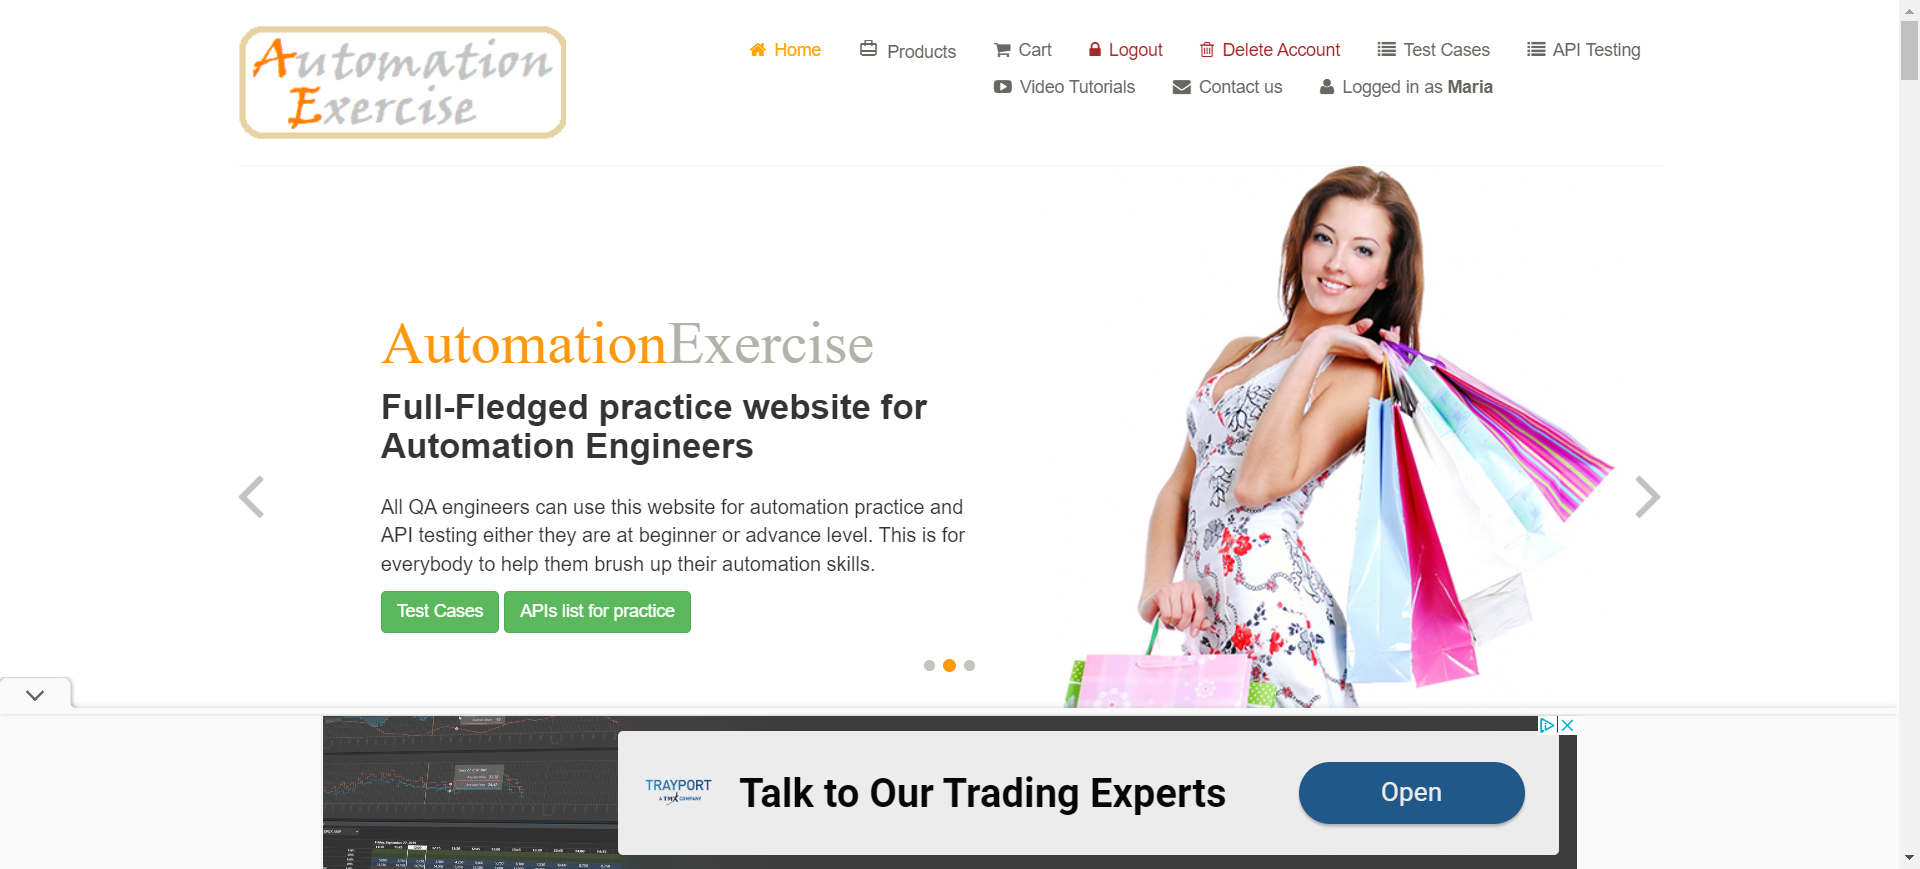 Automation
Exercise
Home
Products
Cart
Logout
Delete Account
Test Cases
API Testing
Video Tutorials
Contact us
Logged in as Maria
AutomationExercise
Full-Fledged practice website for
Automation Engineers
All QA engineers can use this website for automation practice and
API testing either they are at beginner or advance level. This is for
everybody to help them brush up their automation skills.
Test Cases
APIs list for practice
TRAYPORT
A TMX COMPANY
Talk to Our Trading Experts
Open